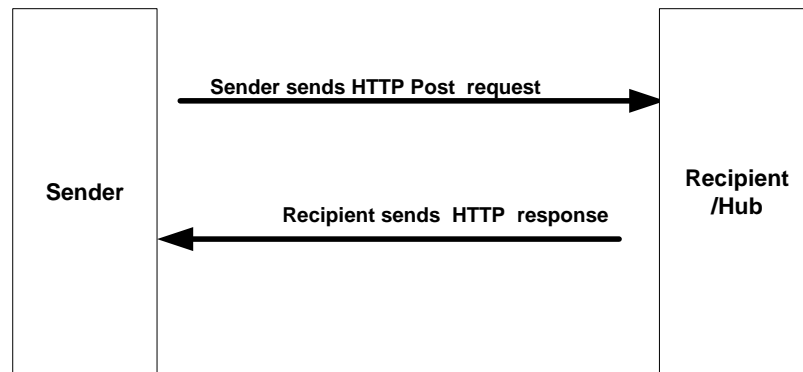 Sender sends HTTP Post request
Sender
Recipient
/Hub
Recipient sends HTTP response